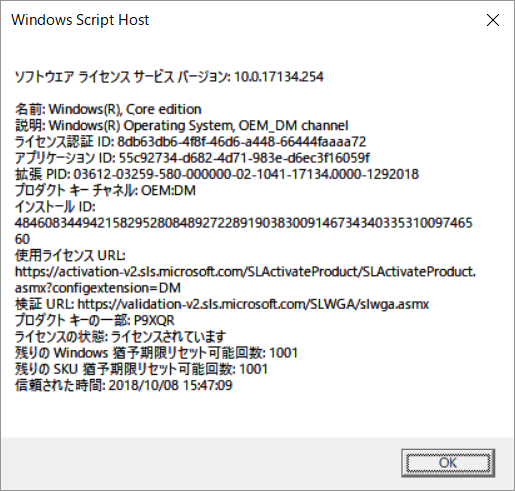 Windows Script Host
ソフトウェア ライセンス サービス バージョン: 10.0.17134.254
名前: Windows(R), Core edition
説明: Windows(R) Operating System, OEM_DM channel
ライセンス認証 ID: 8db63db6-4f8f-46d6-a448-66444faaaa72
アプリケーション ID: 55c92734-d682-4d71-983e-d6ec3f16059f
拡張 PID: 03612-03259-580-000000-02-1041-17134.0000-1292018
プロダクト キー チャネル: OEM:DM
インストール ID:
4846083449421582952808489272289190383009146734340335310097465
60
使用ライセンス URL:
https://activation-v2.sls.microsoft.com/SLActivateProduct/SLActivateProduct.
asmx?configextension=DM
検証 URL: https://validation-v2.sls.microsoft.com/SLWGA/slwga.asmx
プロダクト キーの一部: P9XQR
ライセンスの状態: ライセンスされています
残りの Windows 猶予期限リセット可能回数: 1001
残りの SKU 猶予期限リセット可能回数: 1001
信頼された時間: 2018/10/08 15:47:09
OK